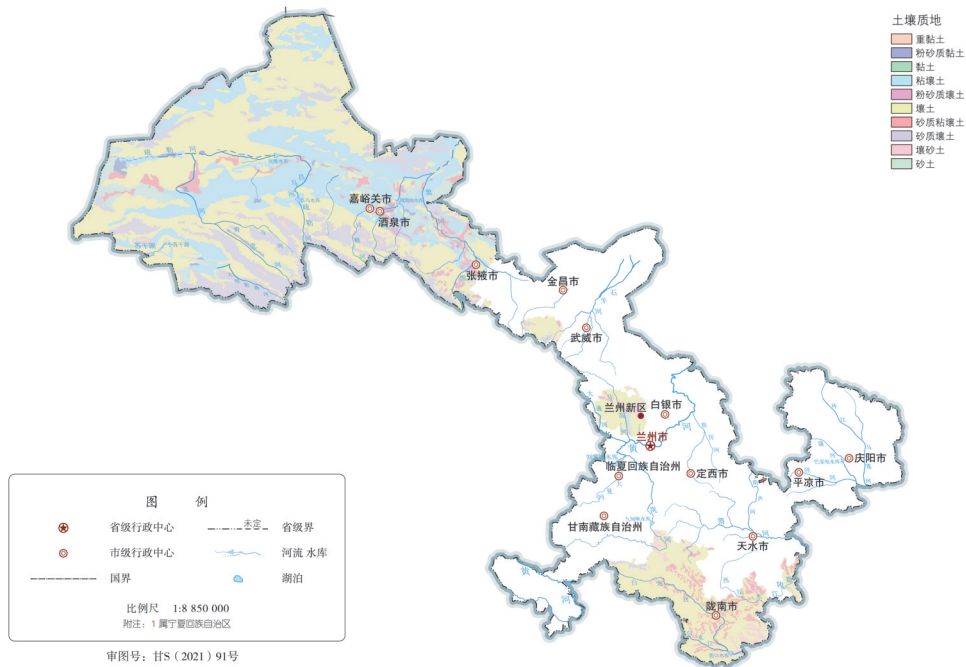 土壤质地
重黏土
粉砂质黏土
黏土
粘壤土
粉砂质壤土
壤土
砂质粘壤土
砂质壤土
壤砂土
砂土
嘉峪关市
酒泉市
张掖市
金昌市
武威市
兰州新区
白银市
兰州市
临夏回族自治州
定西市
甘南藏族自治州
天水市
平凉市
庆阳市
陇南市
黄
河
图 例
省级行政中心
未定
省级界
市级行政中心
河流 水库
国界
湖泊
比例尺 1:8 850 000
附注: 1 属宁夏回族自治区
审图号: 甘S (2021) 91号